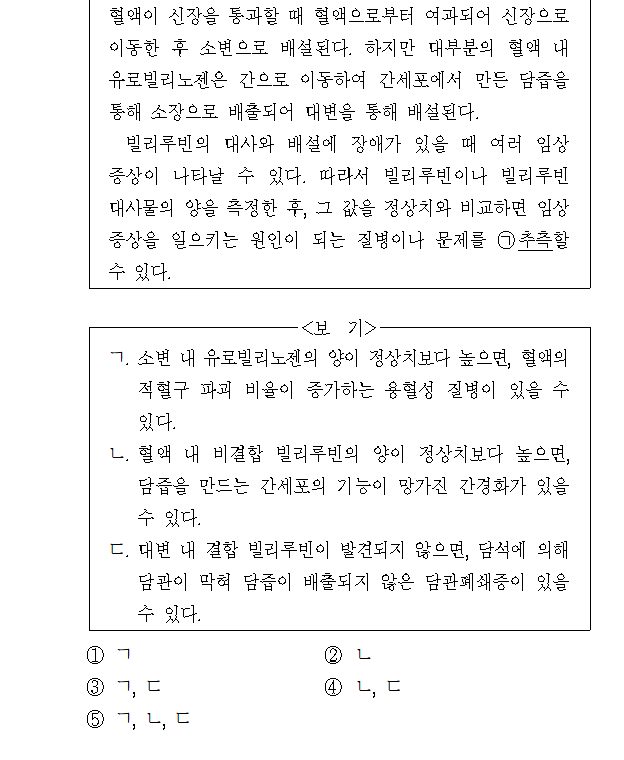 혈액이 신장을 통과할 때 혈액으로부터 여과되어 신장으로
이동한 후 소변으로 배설된다. 하지만 대부분의 혈액 내
유로빌리노젠은 간으로 이동하여 간세포에서 만든 담즙을
통해 소장으로 배출되어 대변을 통해 배설된다.
빌리루빈의 대사와 배설에 장애가 있을 때 여러 임상
증상이 나타날 수 있다. 따라서 빌리루빈이나 빌리루빈
대사물의 양을 측정한 후, 그 값을 정상치와 비교하면 임상
증상을 일으키는 원인이 되는 질병이나 문제를 ㉠추측할
수 있다.
<보 기>
ㄱ. 소변 내 유로빌리노젠의 양이 정상치보다 높으면, 혈액의
적혈구 파괴 비율이 증가하는 용혈성 질병이 있을 수
있다.
ㄴ. 혈액 내 비결합 빌리루빈의 양이 정상치보다 높으면,
담즙을 만드는 간세포의 기능이 망가진 간경화가 있을
수 있다.
ㄷ. 대변 내 결합 빌리루빈이 발견되지 않으면, 담석에 의해
담관이 막혀 담즙이 배출되지 않은 담관폐쇄증이 있을
수 있다.
① ㄱ ② ㄴ
③ ㄱ, ㄷ ④ ㄴ, ㄷ
⑤ ㄱ, ㄴ, ㄷ